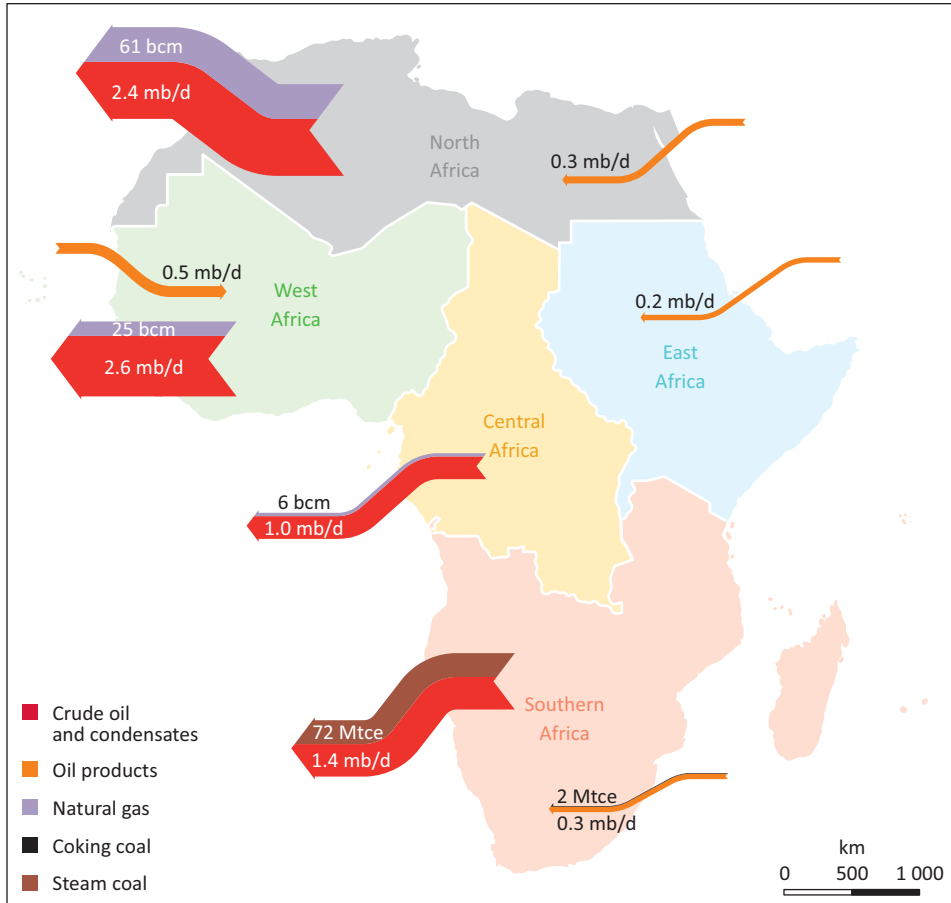 61 bcm
2.4 mb/d
North
Africa
0.3 mb/d
0.5 mb/d
West
Africa
25 bcm
2.6 mb/d
0.2 mb/d
East
Africa
Central
Africa
6 bcm
1.0 mb/d
72 Mtce
1.4 mb/d
Southern
Africa
2 Mtce
0.3 mb/d
Crude oil
and condensates
Oil products
Natural gas
Coking coal
Steam coal
km
0 500 1 000